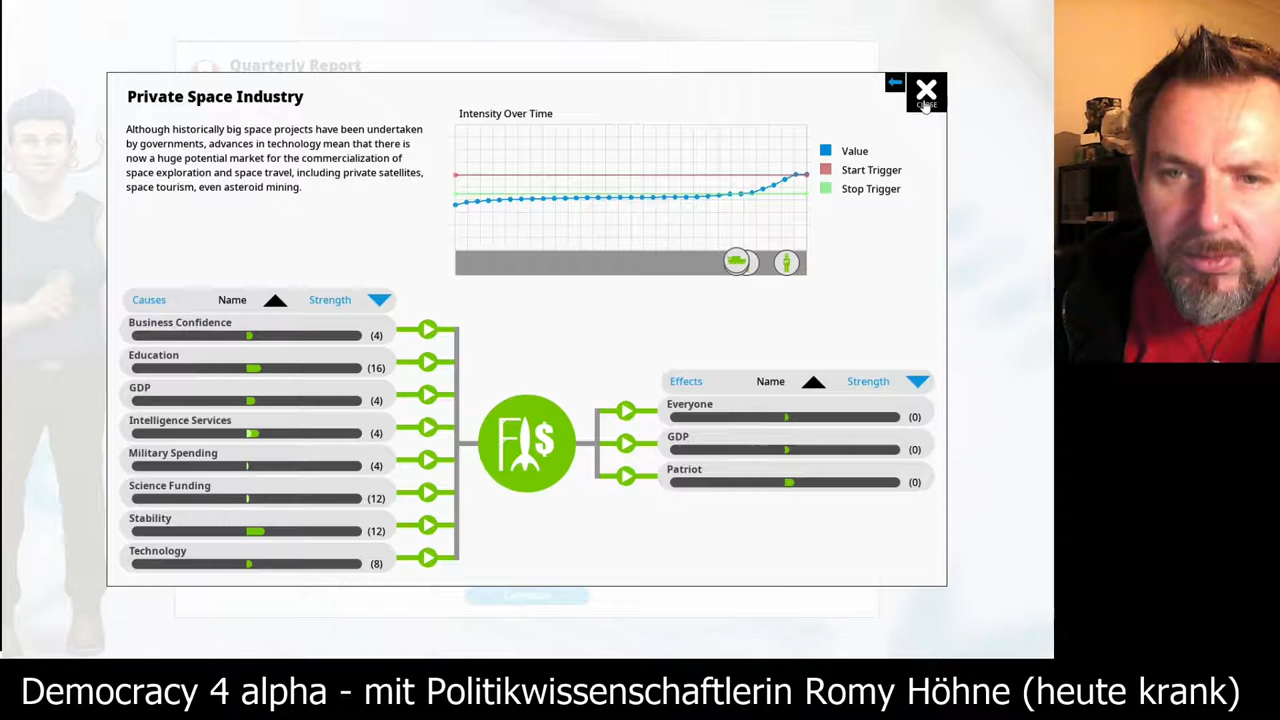 Quarterly Report
Private Space Industry
CLOSE
Although historically big space projects have been undertaken
by governments, advances in technology mean that there is
now a huge potential market for the commercialization of
space exploration and space travel, including private satellites,
space tourism, even asteroid mining.
Intensity Over Time
Value
Start Trigger
Stop Trigger
Causes Name Strength
Business Confidence
(4)
Education
(16)
GDP
(4)
Intelligence Services
(4)
Military Spending
(4)
Science Funding
(12)
Stability
(12)
Technology
(8)
$
Effects Name Strength
Everyone
(0)
GDP
(0)
Patriot
(0)
Continue
Democracy 4 alpha - mit Politikwissenschaftlerin Romy Höhne (heute krank)